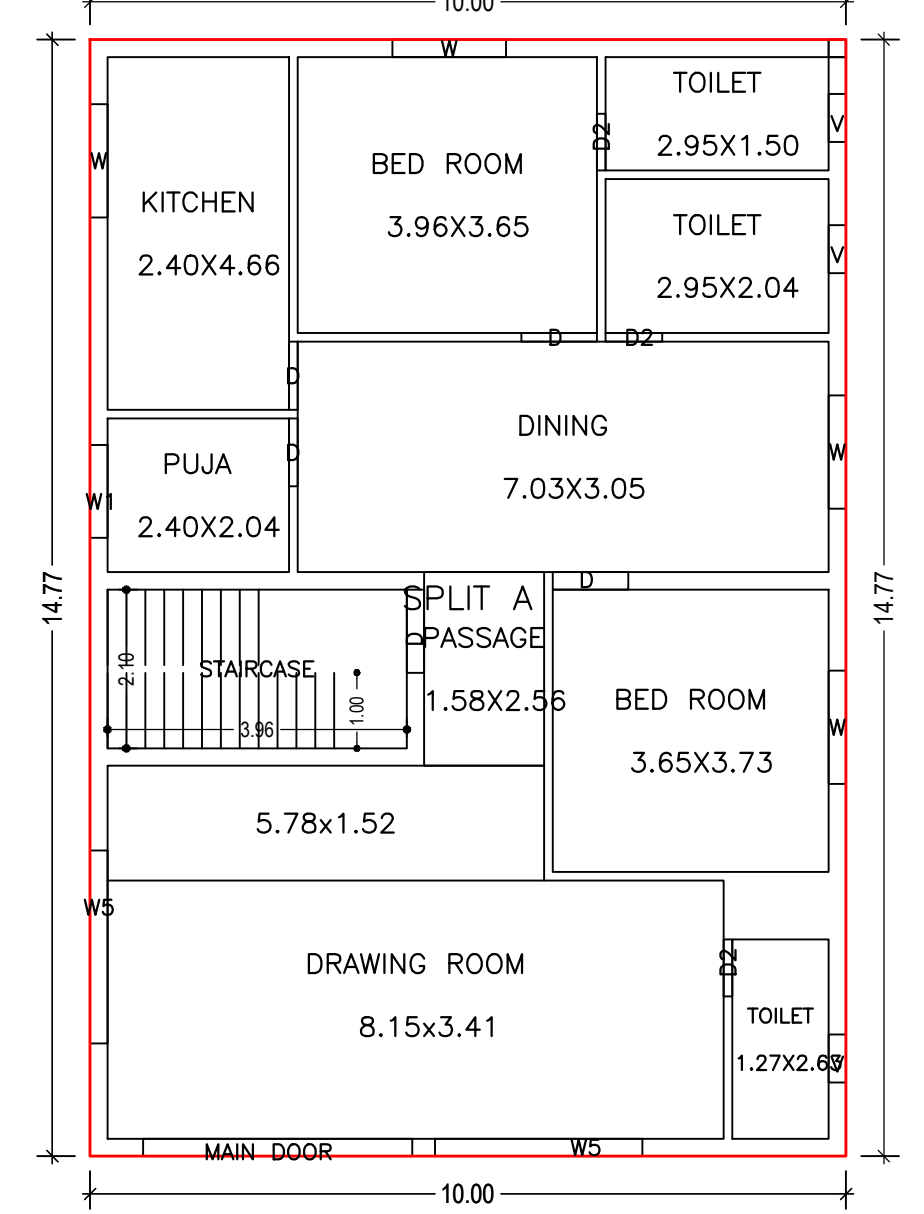 10.00
W
TOILET
V
2.95X1.50
D2
BED ROOM
3.96X3.65
W
KITCHEN
2.40X4.66
TOILET
V
2.95X2.04
D
D2
D
DINING
7.03X3.05
W
D
PUJA
2.40X2.04
W1
14.77
14.77
D
SPLIT A
PASSAGE
1.58X2.56
D
2.10
STAIRCASE
1.00
3.96
BED ROOM
3.65X3.73
W
5.78x1.52
W5
DRAWING ROOM
8.15x3.41
D2
TOILET
1.27X2.63
V
MAIN DOOR
W5
10.00